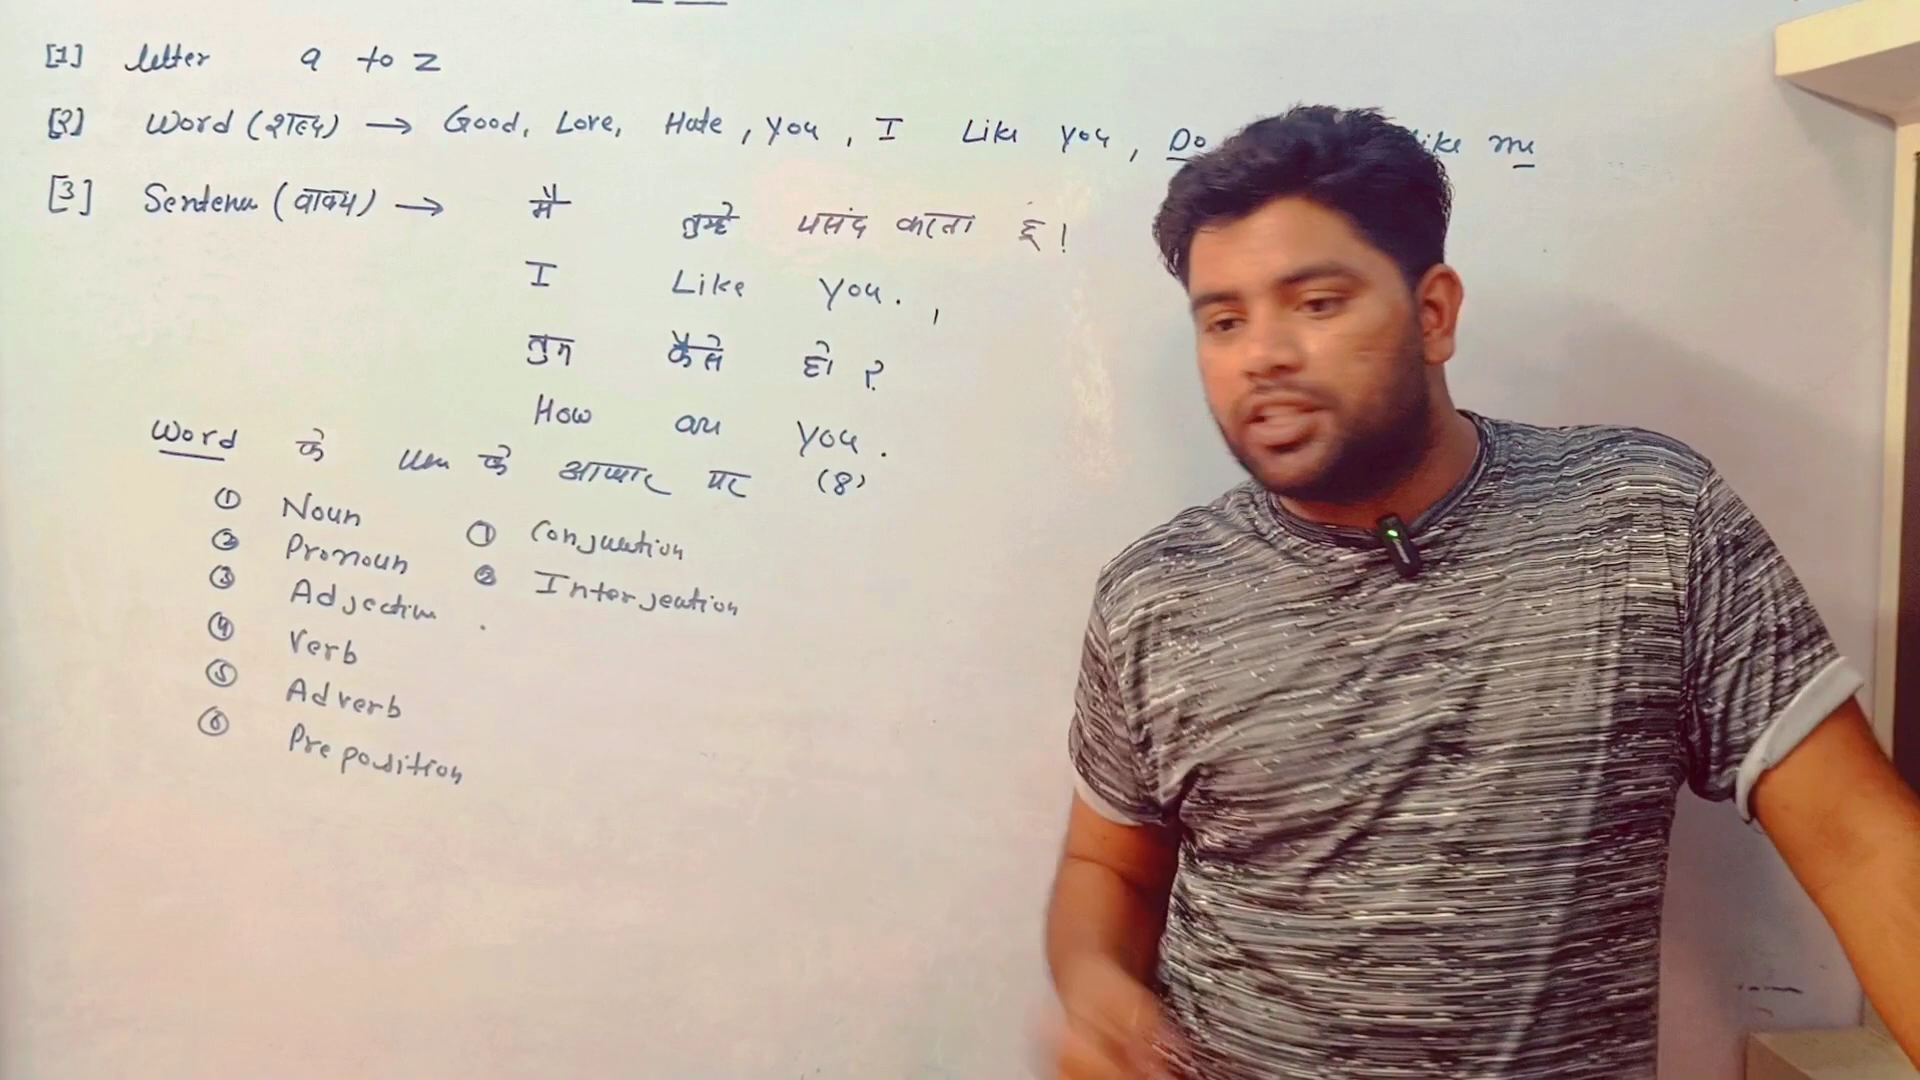 [1] letter a to z
[2] Word (शब्द) → Good, Love, Hate, you, I Like you, Do ike me
[3] Sentence (वाक्य) → मैं तुम्हे पसंद करता हूं!
I Like you.,
तुम कैसे हो?
How are you.
Word के use के आधार पर (8)
① Noun
② Pronoun
③ Adjective
④ Verb
⑤ Adverb
⑥ Preposition
① Conjunction
② Interjection